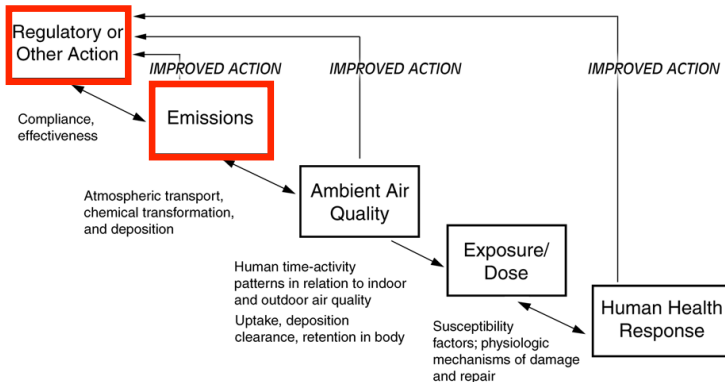 Regulatory or
Other Action
IMPROVED ACTION
IMPROVED ACTION
IMPROVED ACTION
Compliance,
effectiveness
Emissions
Atmospheric transport,
chemical transformation,
and deposition
Ambient Air
Quality
Human time-activity
patterns in relation to indoor
and outdoor air quality
Uptake, deposition
clearance, retention in body
Exposure/
Dose
Susceptibility
factors; physiologic
mechanisms of damage
and repair
Human Health
Response